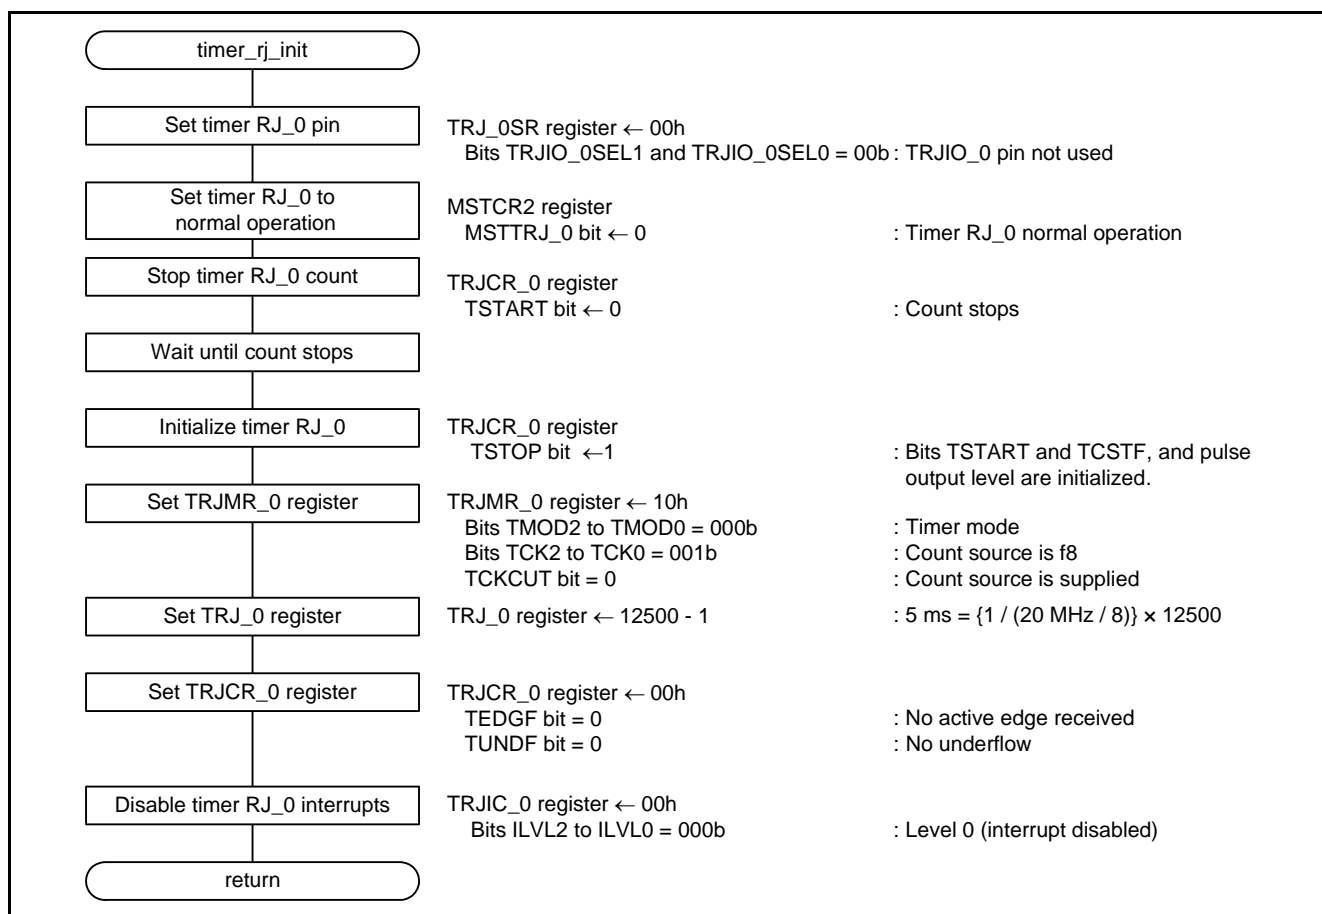 timer_rj_init
Set timer RJ_0 pin
TRJ_0SR register ← 00h
Bits TRJIO_0SEL1 and TRJIO_0SEL0 = 00b : TRJIO_0 pin not used
Set timer RJ_0 to
normal operation
MSTCR2 register
MSTTRJ_0 bit ← 0 : Timer RJ_0 normal operation
Stop timer RJ_0 count
TRJCR_0 register
TSTART bit ← 0 : Count stops
Wait until count stops
Initialize timer RJ_0
TRJCR_0 register
TSTOP bit ←1 : Bits TSTART and TCSTF, and pulse
output level are initialized.
Set TRJMR_0 register
TRJMR_0 register ← 10h
Bits TMOD2 to TMOD0 = 000b : Timer mode
Bits TCK2 to TCK0 = 001b : Count source is f8
TCKCUT bit = 0 : Count source is supplied
Set TRJ_0 register
TRJ_0 register ← 12500 - 1 : 5 ms = {1 / (20 MHz / 8)} × 12500
Set TRJCR_0 register
TRJCR_0 register ← 00h
TEDGF bit = 0 : No active edge received
TUNDF bit = 0 : No underflow
Disable timer RJ_0 interrupts
TRJIC_0 register ← 00h
Bits ILVL2 to ILVL0 = 000b : Level 0 (interrupt disabled)
return